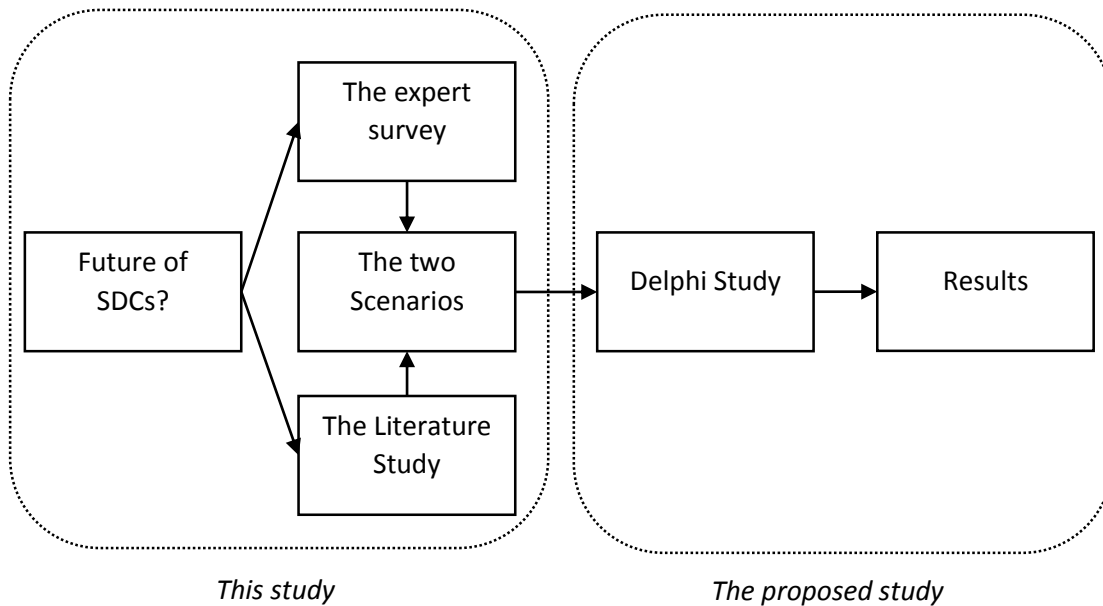 The expert
survey
Future of
SDCs?
The two
Scenarios
Delphi Study
Results
The Literature
Study
This study
The proposed study